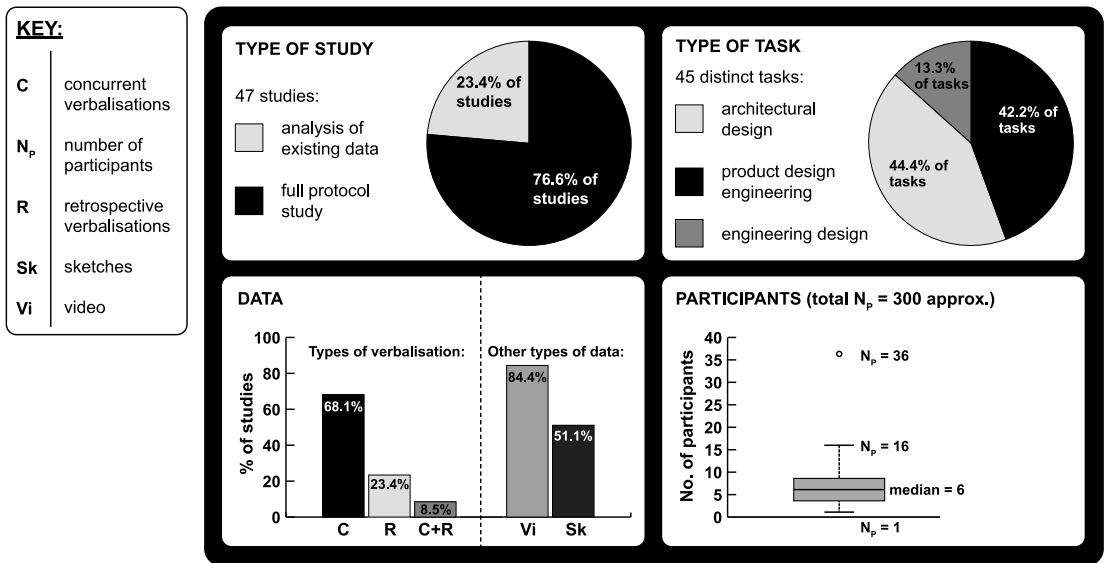 KEY:
C concurrent
verbalisations
NP number of
participants
R retrospective
verbalisations
Sk sketches
Vi video
TYPE OF STUDY
47 studies:
analysis of
existing data
full protocol
study
23.4% of
studies
76.6% of
studies
TYPE OF TASK
45 distinct tasks:
architectural
design
product design
engineering
engineering design
13.3%
of tasks
42.2% of
tasks
44.4% of
tasks
DATA
% of studies
100
80
60
40
20
0
Types of verbalisation:
Other types of data:
68.1%
23.4%
8.5%
84.4%
51.1%
C R C+R Vi Sk
PARTICIPANTS (total NP = 300 approx.)
No. of participants
40
35
30
25
20
15
10
5
0
NP = 36
NP = 16
median = 6
NP = 1